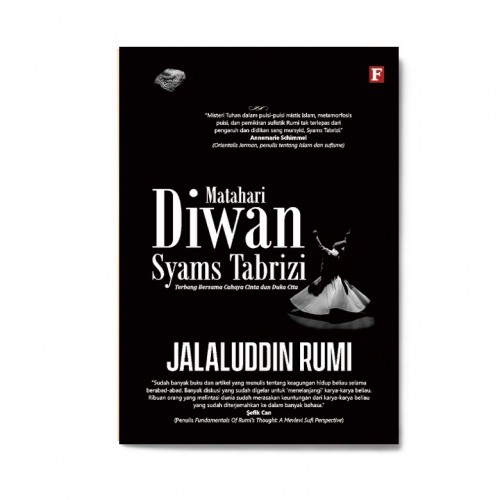 F
"Misteri Tuhan dalam puisi-puisi mistis Islam, metamorfosis
puisi, dan pemikiran sufistik Rumi tak terlepas dari
pengaruh dan didikan sang mursyid, Syams Tabrizi."
Annemarie Schimmel
(Orientalis Jerman, penulis tentang Islam dan sufisme)
Matahari
Diwan
Syams Tabrizi
Terbang Bersama Cahaya Cinta dan Duka Cita
JALALUDDIN RUMI
"Sudah banyak buku dan artikel yang menulis tentang keagungan hidup beliau selama
berabad-abad. Banyak diskusi yang sudah digelar untuk 'menelanjangi' karya-karya beliau.
Ribuan orang yang melintasi dunia sudah merasakan keuntungan dari karya-karya beliau
yang sudah diterjemahkan ke dalam banyak bahasa."
Şefik Can
(Penulis Fundamentals Of Rumi's Thought: A Mevlevi Sufi Perspective)